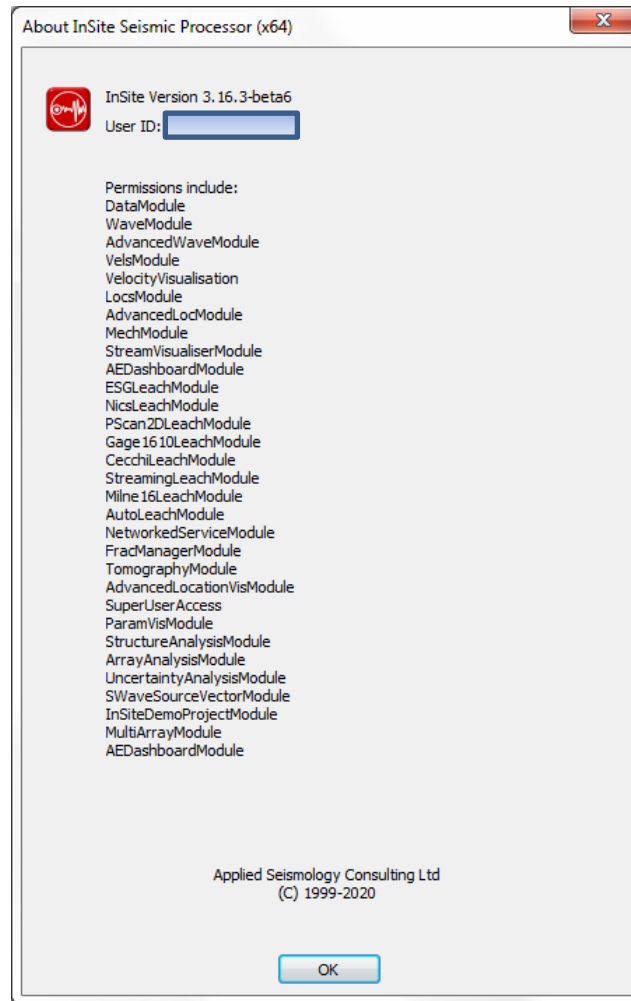 About InSite Seismic Processor (x64)
InSite Version 3.16.3-beta6
User ID:
Permissions include:
DataModule
WaveModule
AdvancedWaveModule
VelsModule
VelocityVisualisation
LocsModule
AdvancedLocModule
MechModule
StreamVisualiserModule
AEDashboardModule
ESGLeachModule
NicsLeachModule
PScan2DLeachModule
Gage1610LeachModule
CecchiLeachModule
StreamingLeachModule
Milne16LeachModule
AutoLeachModule
NetworkedServiceModule
FracManagerModule
TomographyModule
AdvancedLocationVisModule
SuperUserAccess
ParamVisModule
StructureAnalysisModule
ArrayAnalysisModule
UncertaintyAnalysisModule
SWaveSourceVectorModule
InSiteDemoProjectModule
MultiArrayModule
AEDashboardModule
Applied Seismology Consulting Ltd
(C) 1999-2020
OK